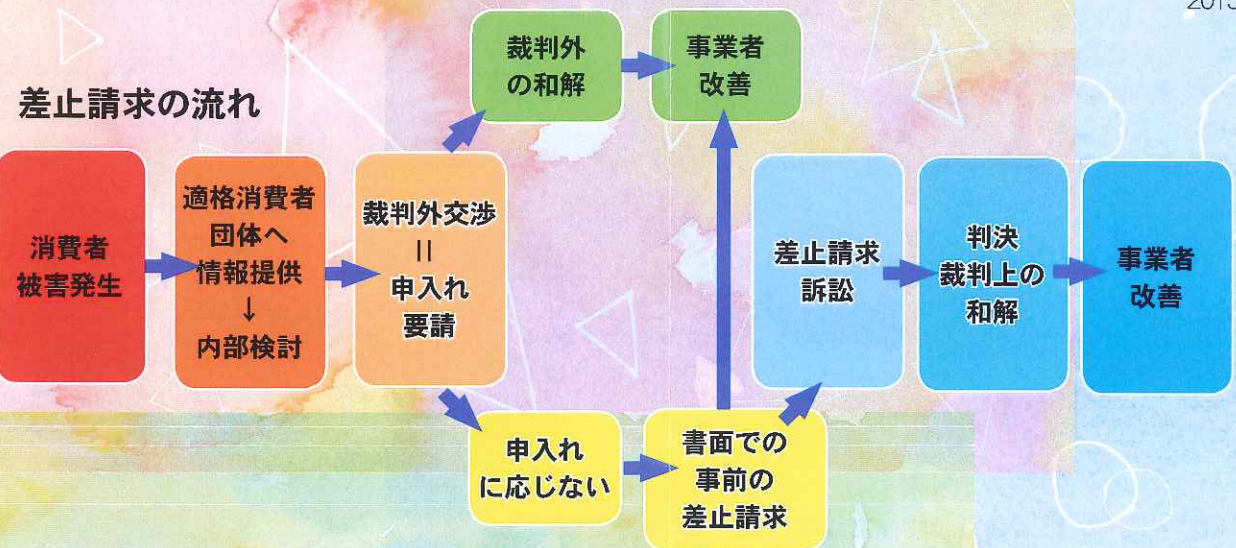 2015
差止請求の流れ
消費者
被害発生
適格消費者
団体へ
情報提供
↓
内部検討
裁判外交渉
||
申入れ
要請
裁判外
の和解
事業者
改善
申入れ
に応じない
書面での
事前の
差止請求
差止請求
訴訟
判決
裁判上の
和解
事業者
改善